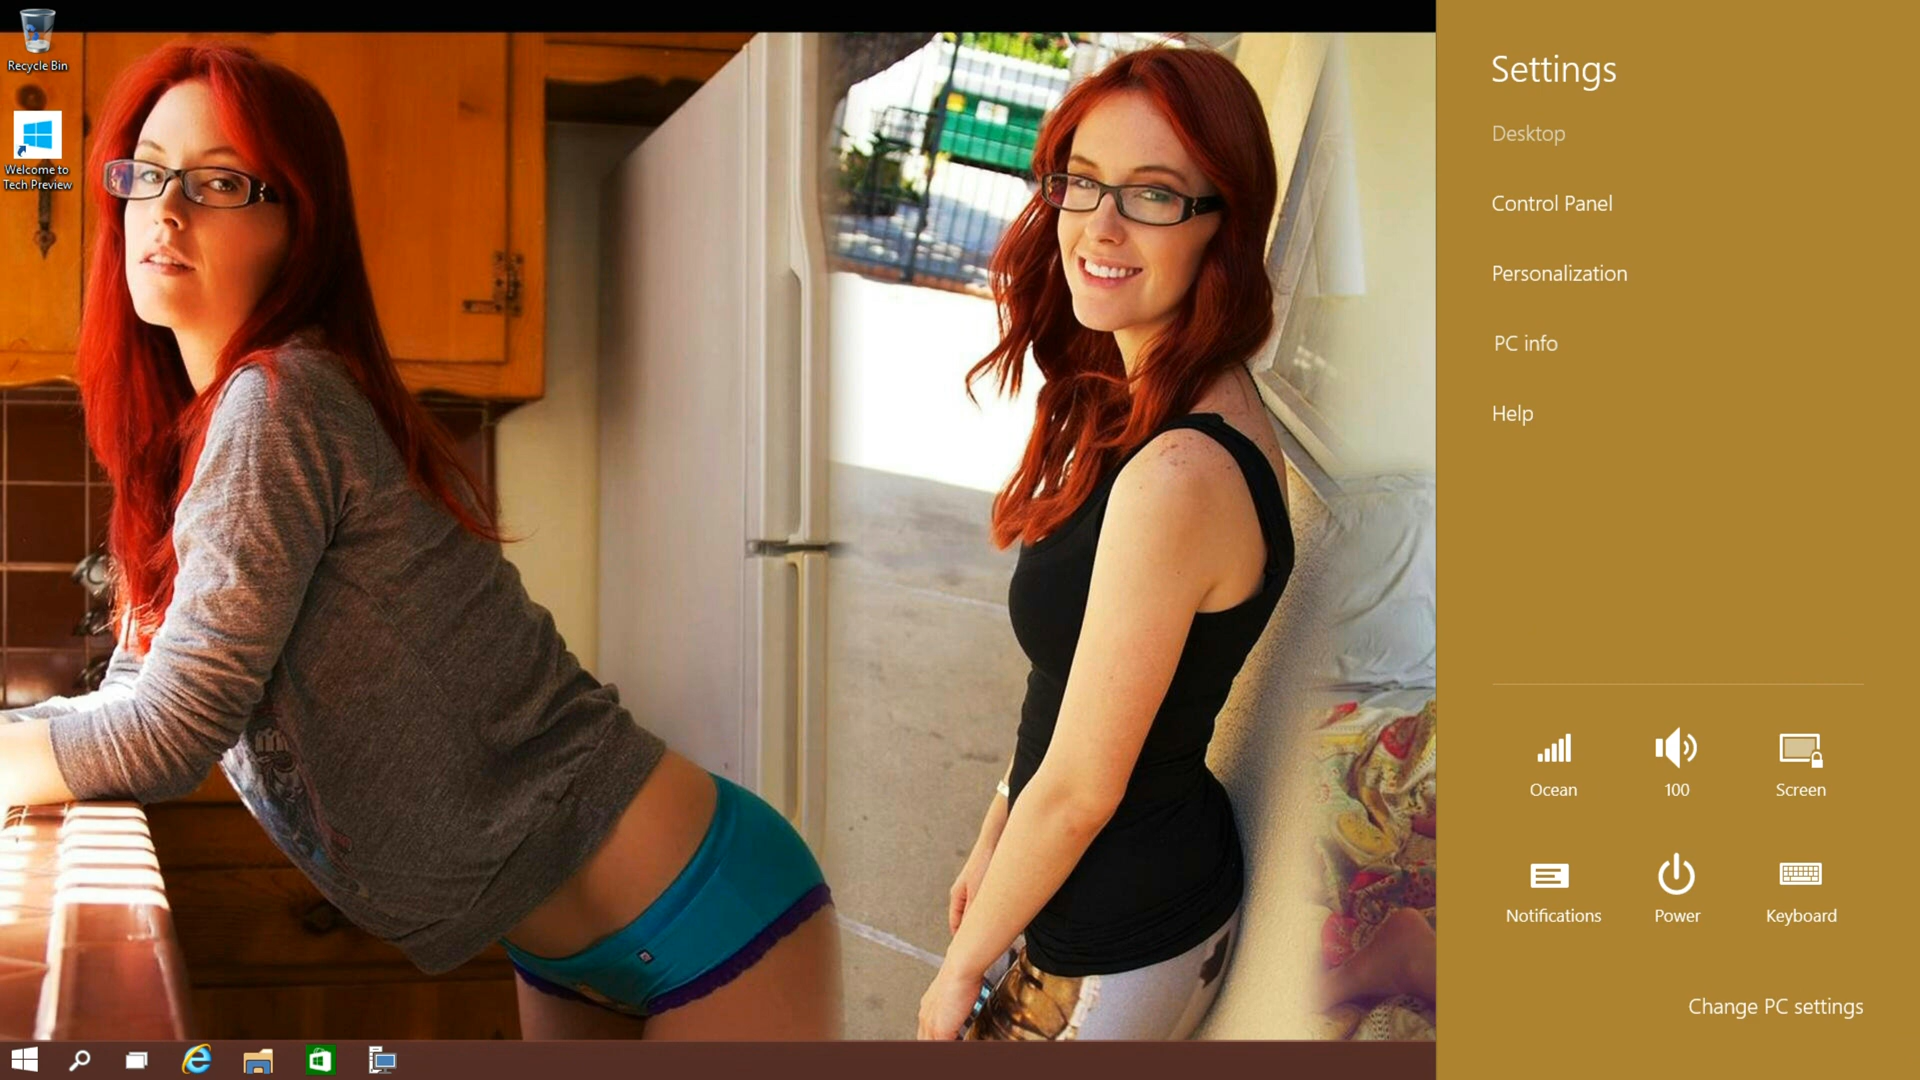 Recycle Bin
Welcome to
Tech Preview
Settings
Desktop
Control Panel
Personalization
PC info
Help
Ocean
100
Screen
Notifications
Power
Keyboard
Change PC settings